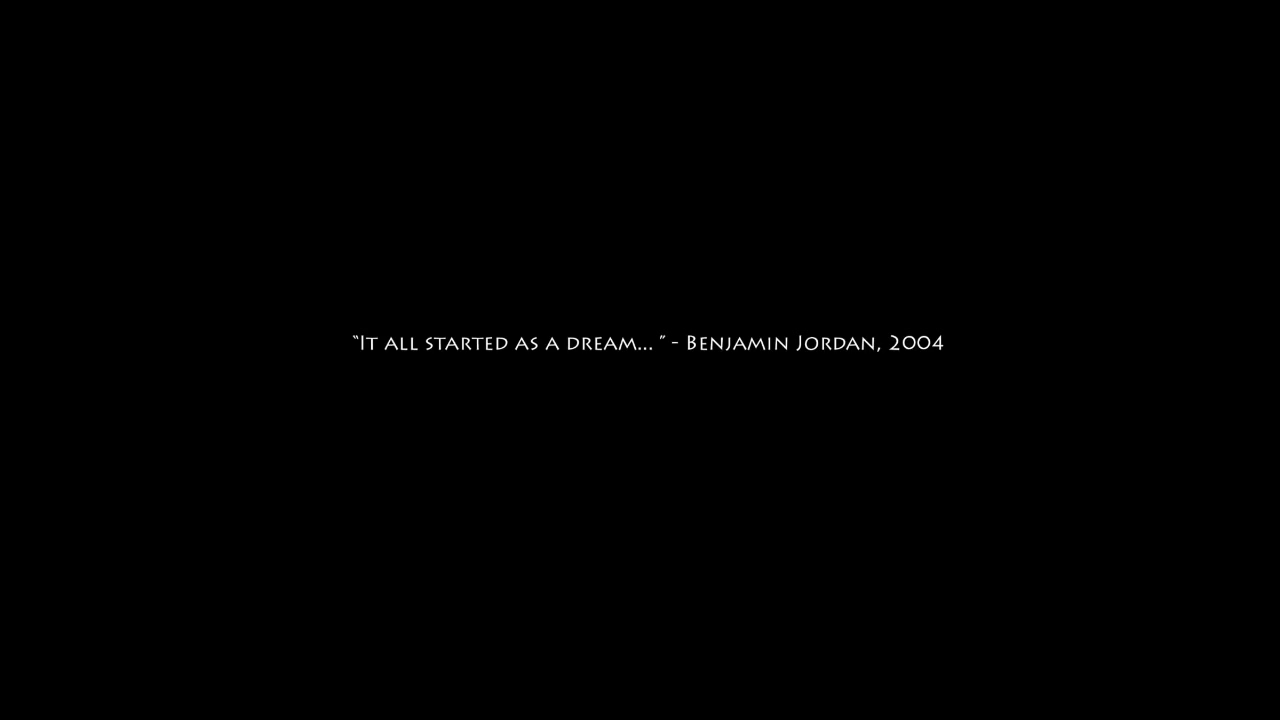 “It all started as a dream... ” - Benjamin Jordan, 2004